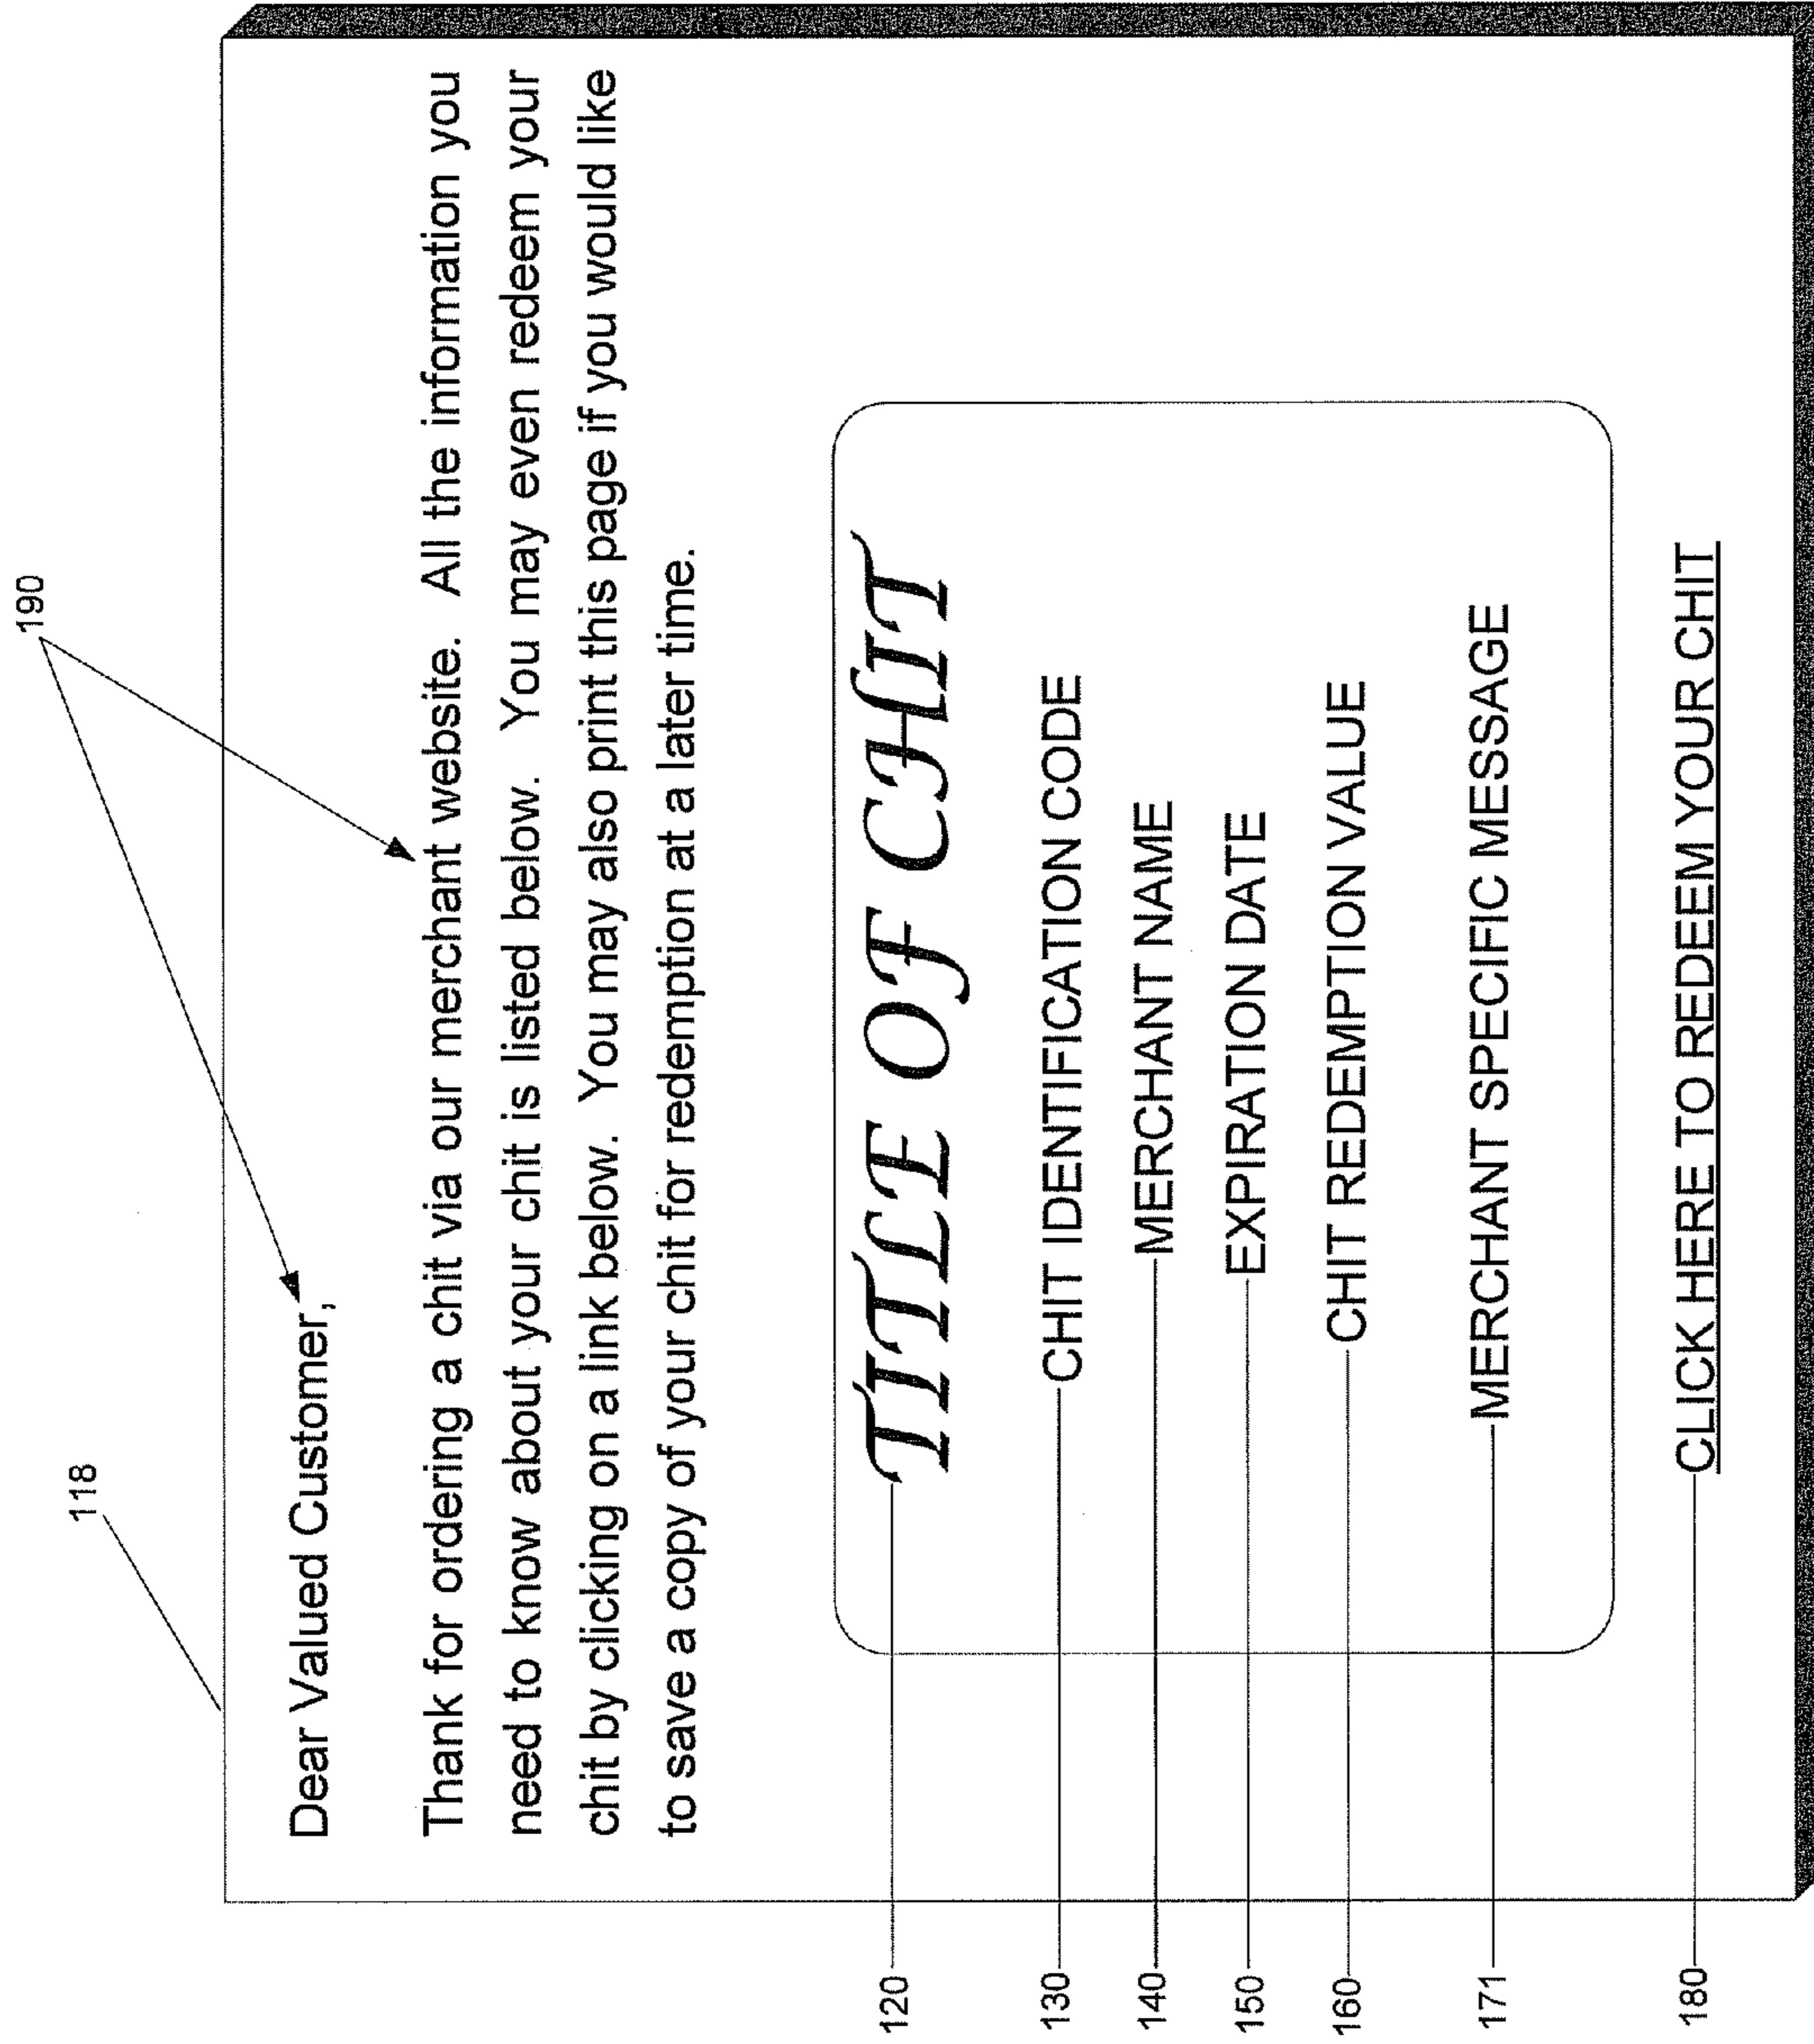 190
118
Dear Valued Customer,
Thank for ordering a chit via our merchant website. All the information you
need to know about your chit is listed below. You may even redeem your
chit by clicking on a link below. You may also print this page if you would like
to save a copy of your chit for redemption at a later time.
120 TITLE OF CHIT
130 CHIT IDENTIFICATION CODE
140 MERCHANT NAME
150 EXPIRATION DATE
160 CHIT REDEMPTION VALUE
171 MERCHANT SPECIFIC MESSAGE
180 CLICK HERE TO REDEEM YOUR CHIT